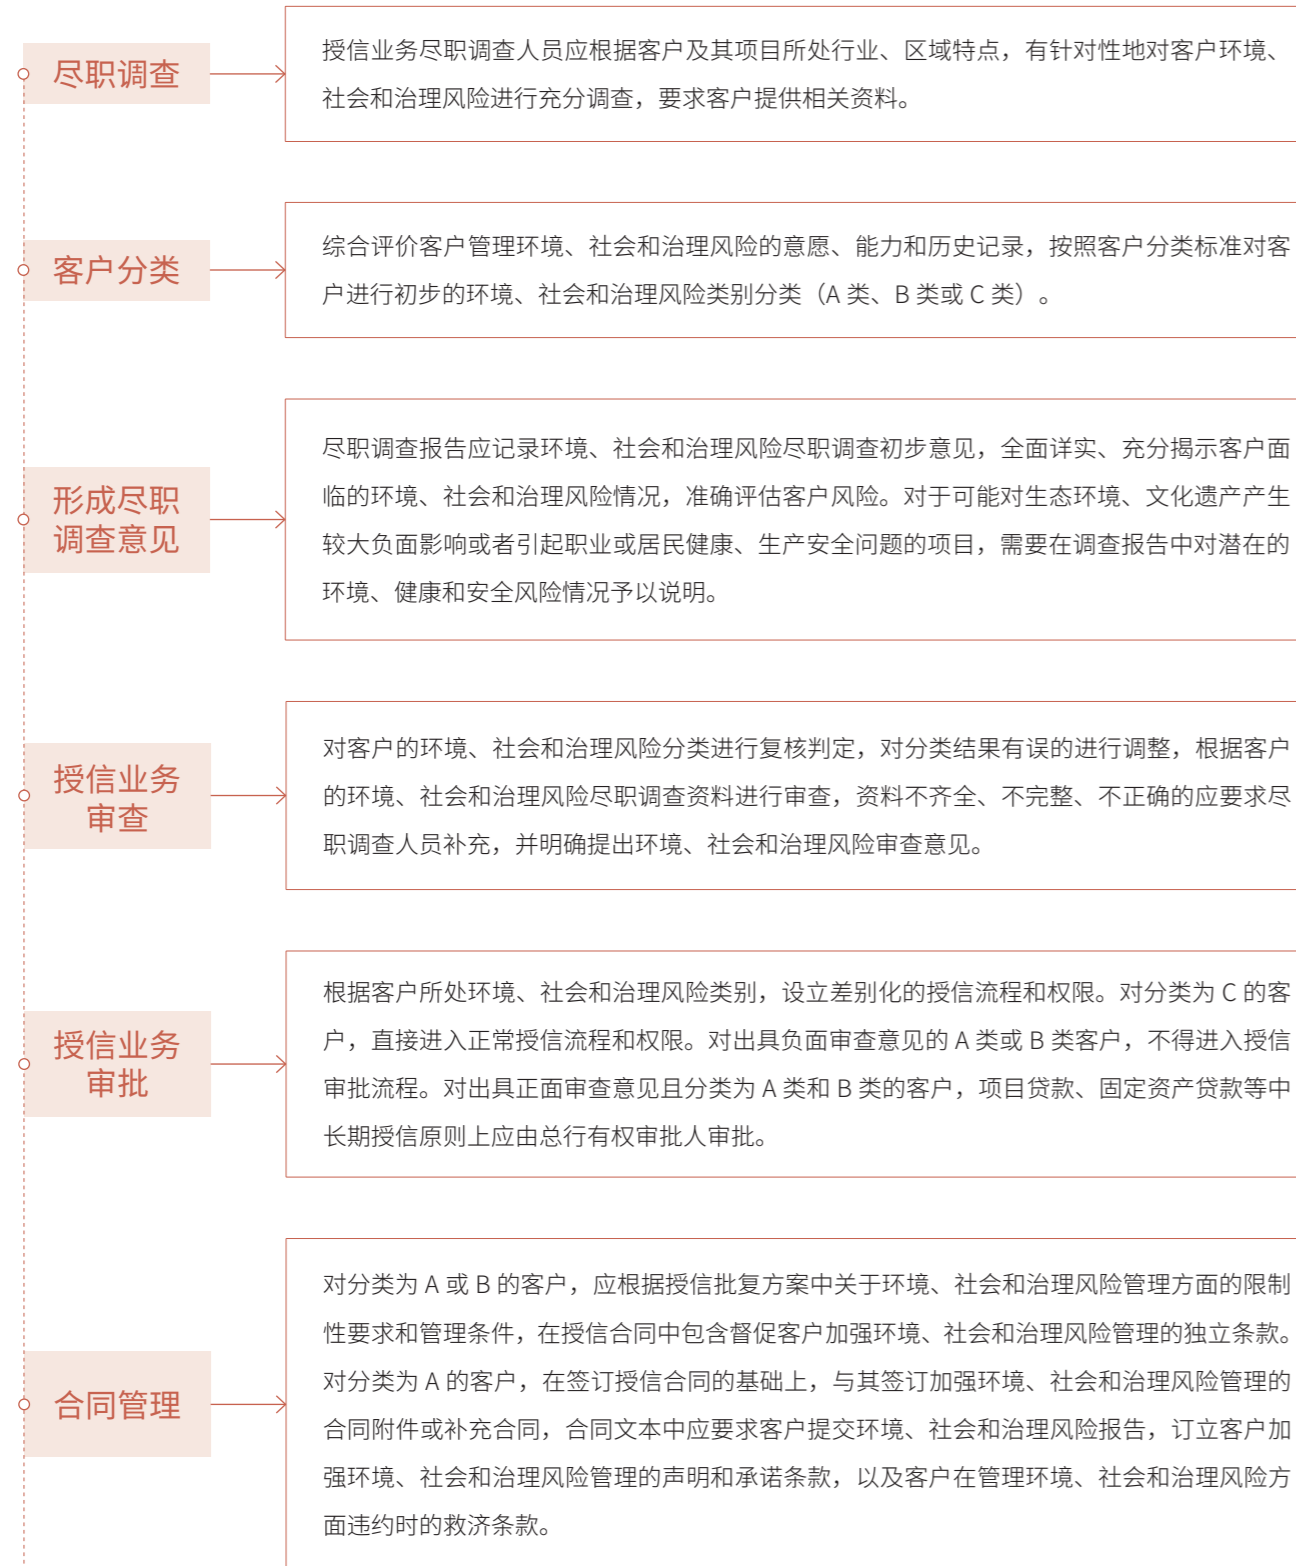 尽职调查
授信业务尽职调查人员应根据客户及其项目所处行业、区域特点，有针对性地对客户环境、
社会和治理风险进行充分调查，要求客户提供相关资料。
客户分类
综合评价客户管理环境、社会和治理风险的意愿、能力和历史记录，按照客户分类标准对客
户进行初步的环境、社会和治理风险类别分类（A 类、B 类或 C 类）。
形成尽职
调查意见
尽职调查报告应记录环境、社会和治理风险尽职调查初步意见，全面详实、充分揭示客户面
临的环境、社会和治理风险情况，准确评估客户风险。对于可能对生态环境、文化遗产产生
较大负面影响或者引起职业或居民健康、生产安全问题的项目，需要在调查报告中对潜在的
环境、健康和安全风险情况予以说明。
授信业务
审查
对客户的环境、社会和治理风险分类进行复核判定，对分类结果有误的进行调整，根据客户
的环境、社会和治理风险尽职调查资料进行审查，资料不齐全、不完整、不正确的应要求尽
职调查人员补充，并明确提出环境、社会和治理风险审查意见。
授信业务
审批
根据客户所处环境、社会和治理风险类别，设立差别化的授信流程和权限。对分类为 C 的客
户，直接进入正常授信流程和权限。对出具负面审查意见的 A 类或 B 类客户，不得进入授信
审批流程。对出具正面审查意见且分类为 A 类和 B 类的客户，项目贷款、固定资产贷款等中
长期授信原则上应由总行有权审批人审批。
合同管理
对分类为 A 或 B 的客户，应根据授信批复方案中关于环境、社会和治理风险管理方面的限制
性要求和管理条件，在授信合同中包含督促客户加强环境、社会和治理风险管理的独立条款。
对分类为 A 的客户，在签订授信合同的基础上，与其签订加强环境、社会和治理风险管理的
合同附件或补充合同，合同文本中应要求客户提交环境、社会和治理风险报告，订立客户加
强环境、社会和治理风险管理的声明和承诺条款，以及客户在管理环境、社会和治理风险方
面违约时的救济条款。